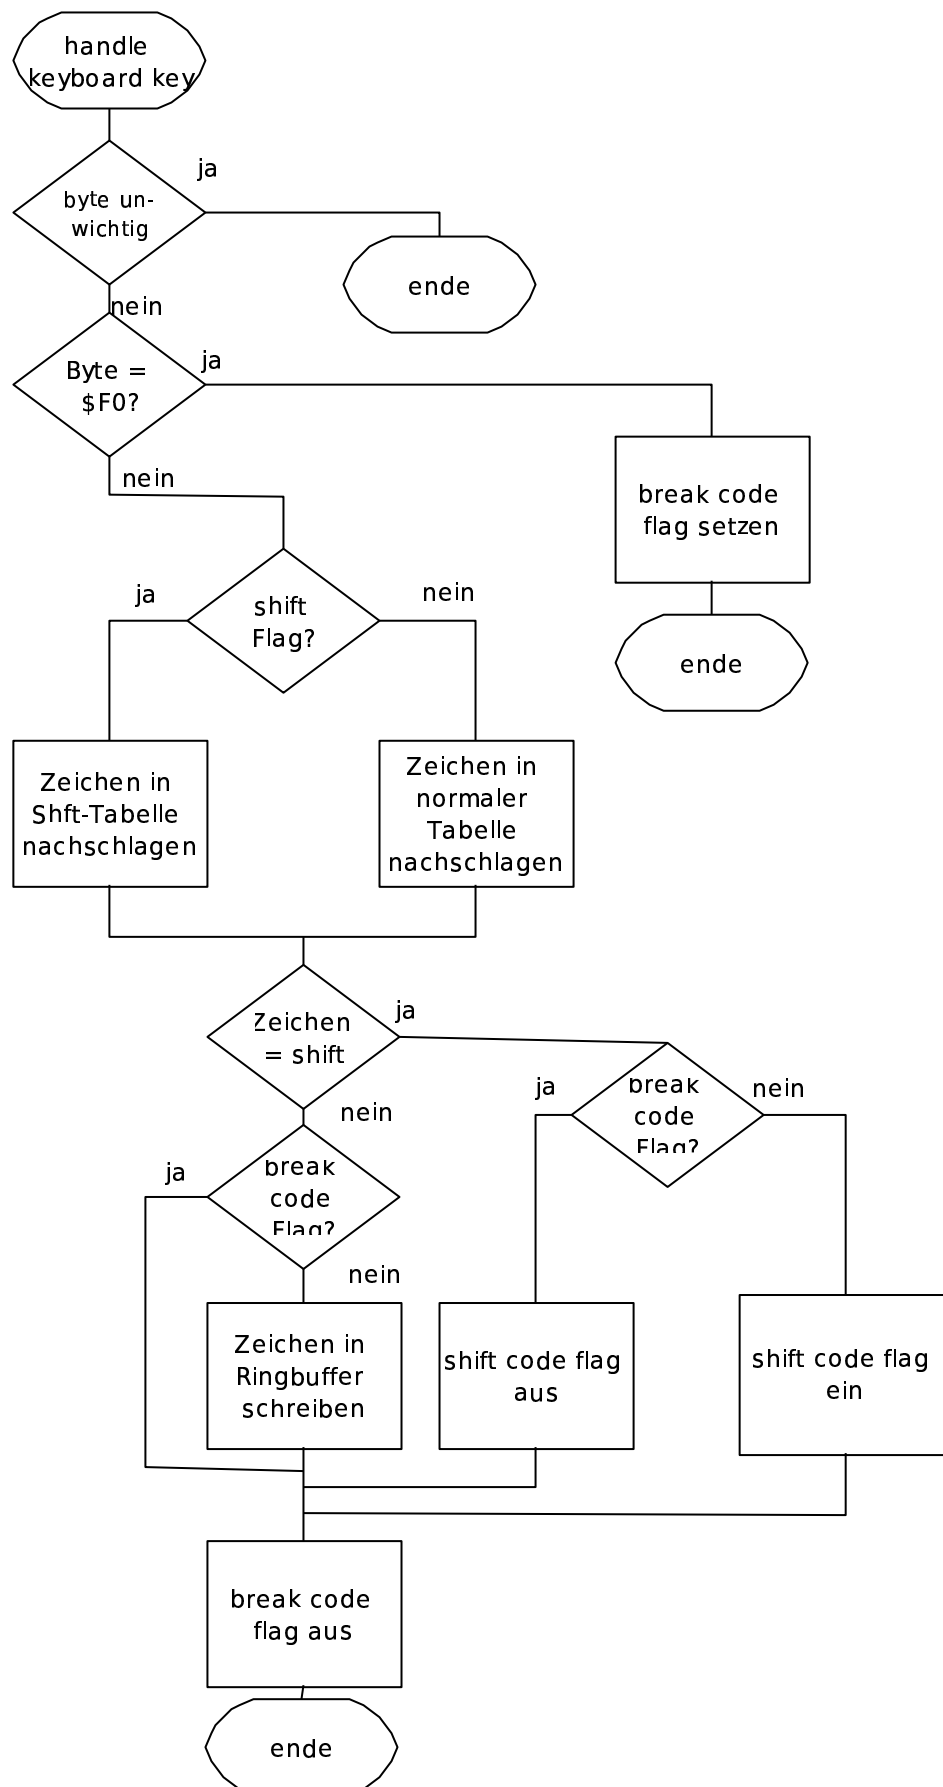 handle
keyboard key
ja
byte un-
wichtig
ende
nein
ja
Byte =
$F0?
nein
break code
flag setzen
ja
nein
shift
Flag?
ende
Zeichen in
Shft-Tabelle
nachschlagen
Zeichen in
normaler
Tabelle
nachschlagen
ja
Zeichen
= shift
nein
ja
break
code
Flag?
nein
ja
break
code
Flag?
nein
Zeichen in
Ringbuffer
schreiben
shift code flag
aus
shift code flag
ein
break code
flag aus
ende